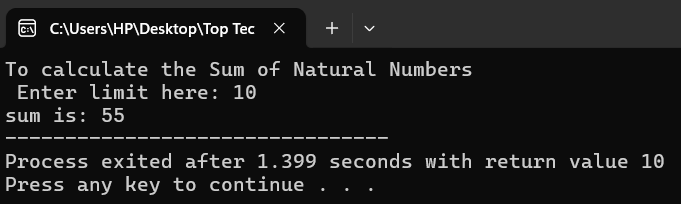 C:\Users\HP\Desktop\Top Tec
To calculate the Sum of Natural Numbers
 Enter limit here: 10
sum is: 55
--------------------------------
Process exited after 1.399 seconds with return value 10
Press any key to continue . . .